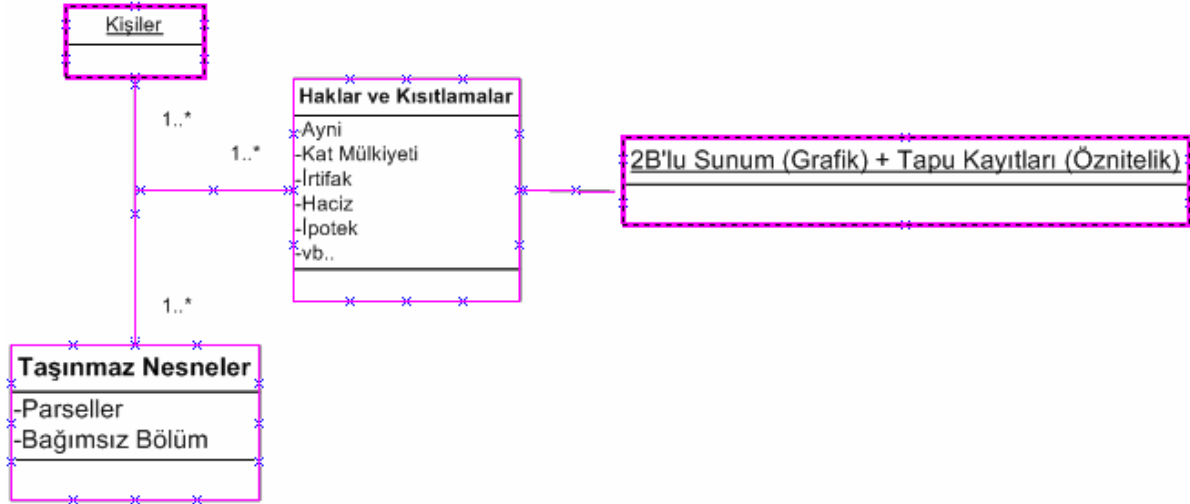 Kişiler
1..*
1..*
Haklar ve Kısıtlamalar
-Ayni
-Kat Mülkiyeti
-İrtifak
-Haciz
-İpotek
-vb..
2B'lu Sunum (Grafik) + Tapu Kayıtları (Öznitelik)
1..*
Taşınmaz Nesneler
-Parseller
-Bağımsız Bölüm